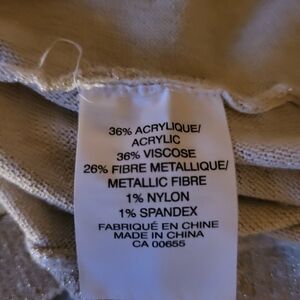 36% ACRYLIQUE/
ACRYLIC
36% VISCOSE
26% FIBRE METALLIQUE/
METALLIC FIBRE
1% NYLON
1% SPANDEX
FABRIQUÉ EN CHINE
MADE IN CHINA
CA 00655